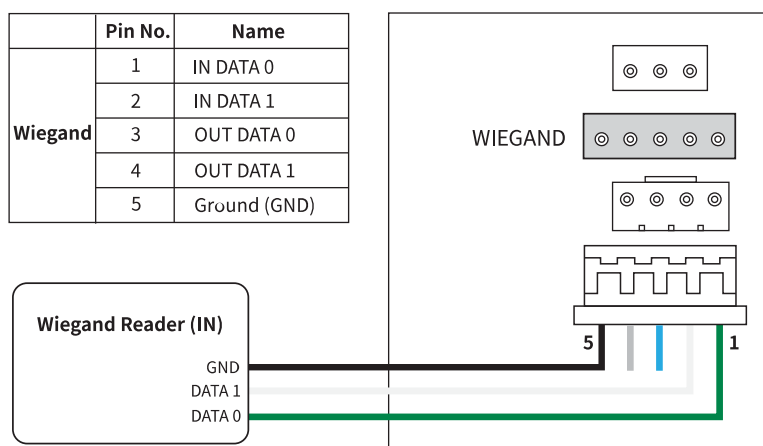 Pin No. Name
Wiegand
1 IN DATA 0
2 IN DATA 1
3 OUT DATA 0
4 OUT DATA 1
5 Ground (GND)
WIEGAND
5 1
Wiegand Reader (IN)
GND
DATA 1
DATA 0